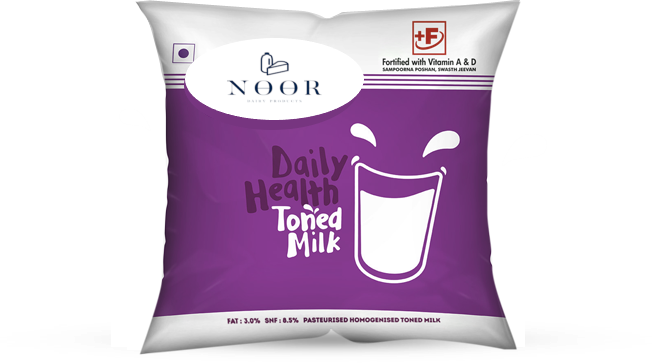 +F
Fortified with Vitamin A & D
SAMPOORNA POSHAN, SWASTH JEEVAN
NOOR
DAIRY PRODUCTS
Daily
Health
Toned
Milk
FAT : 3.0% SNF : 8.5% PASTEURISED HOMOGENISED TONED MILK